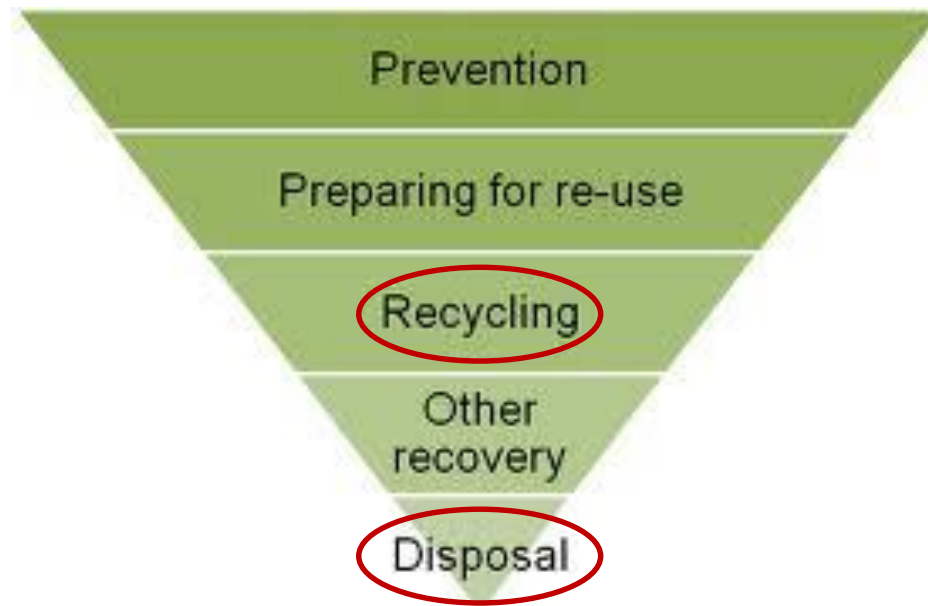 Prevention
Preparing for re-use
Recycling
Other
recovery
Disposal